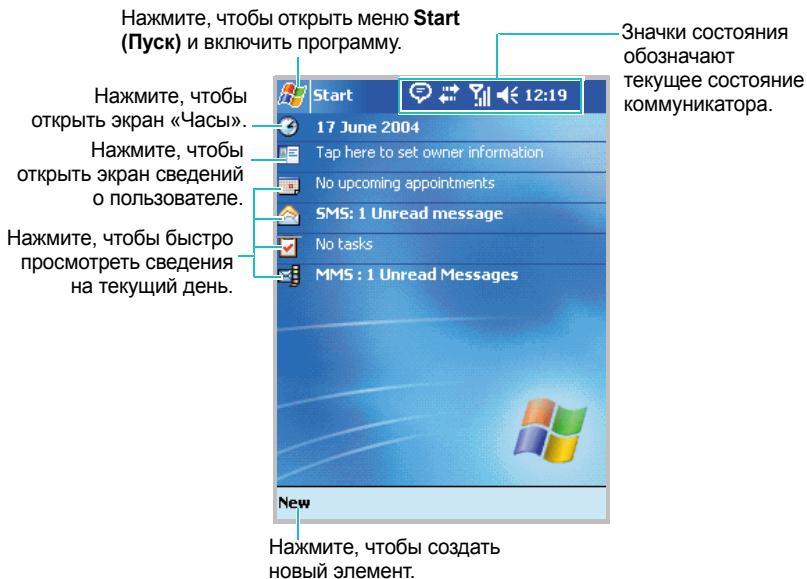 Нажмите, чтобы открыть меню Start
(Пуск) и включить программу.
Значки состояния
обозначают
текущее состояние
коммуникатора.
Нажмите, чтобы
открыть экран «Часы».
Нажмите, чтобы
открыть экран сведений
о пользователе.
Нажмите, чтобы быстро
просмотреть сведения
на текущий день.
Start 12:19
17 June 2004
Tap here to set owner information
No upcoming appointments
SMS: 1 Unread message
No tasks
MMS : 1 Unread Messages
New
Нажмите, чтобы создать
новый элемент.